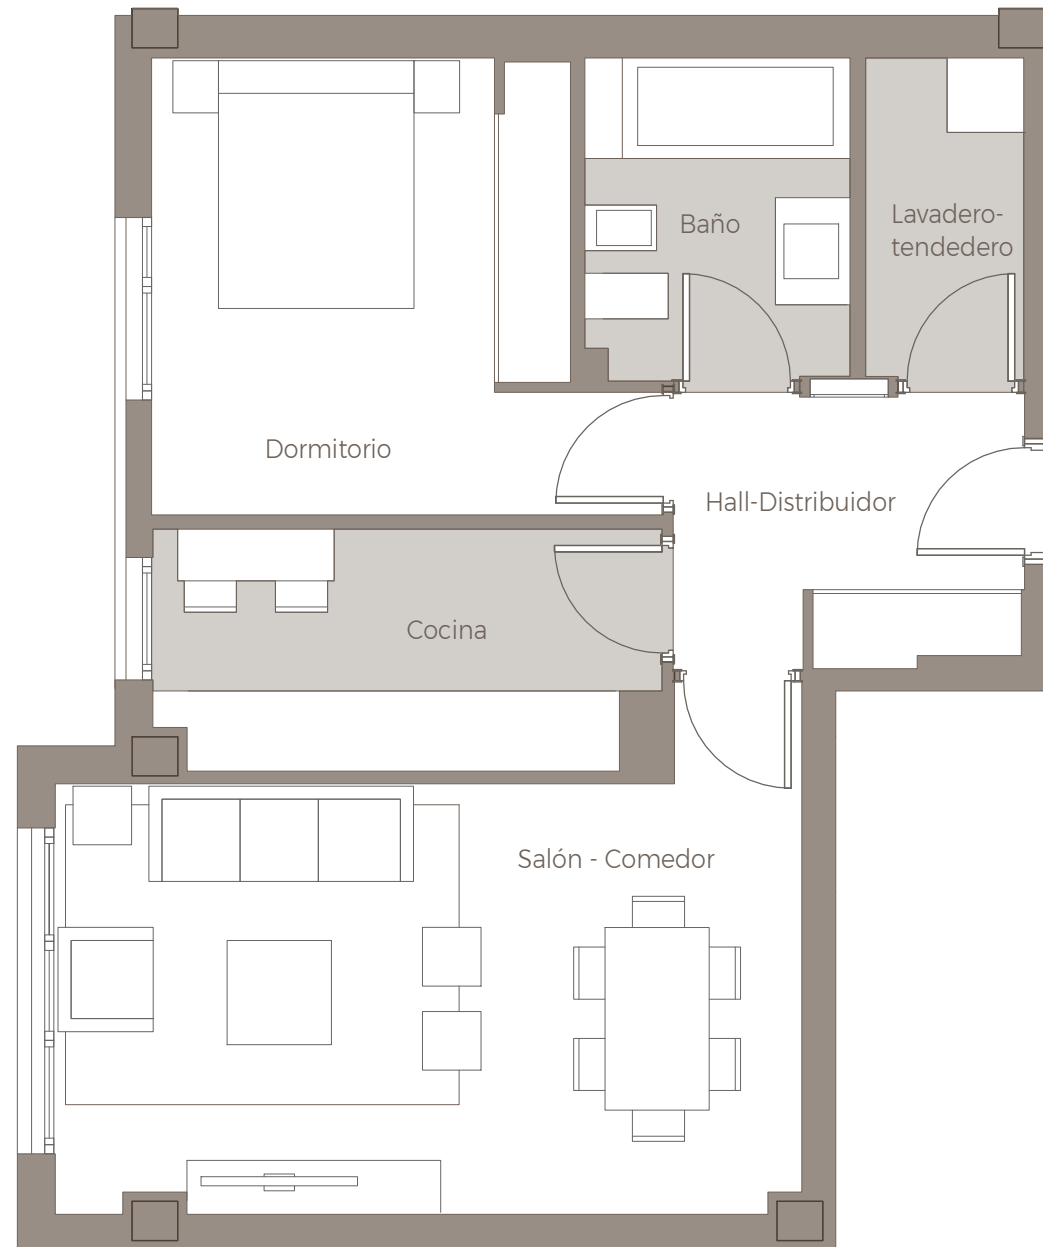 Baño
Lavadero-
tendedero
Dormitorio
Hall-Distribuidor
Cocina
Salón - Comedor